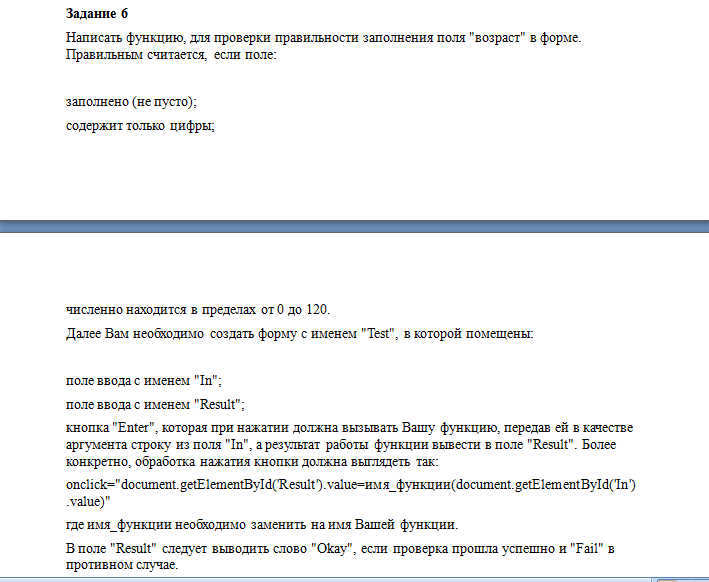 Задание 6
Написать функцию, для проверки правильности заполнения поля "возраст" в форме.
Правильным считается, если поле:
заполнено (не пусто);
содержит только цифры;
численно находится в пределах от 0 до 120.
Далее Вам необходимо создать форму с именем "Test", в которой помещены:
поле ввода с именем "In";
поле ввода с именем "Result";
кнопка "Enter", которая при нажатии должна вызывать Вашу функцию, передав ей в качестве
аргумента строку из поля "In", а результат работы функции вывести в поле "Result". Более
конкретно, обработка нажатия кнопки должна выглядеть так:
onclick="document.getElementById('Result').value=имя_функции(document.getElementById('In')
.value)"
где имя_функции необходимо заменить на имя Вашей функции.
В поле "Result" следует выводить слово "Okay", если проверка прошла успешно и "Fail" в
противном случае.